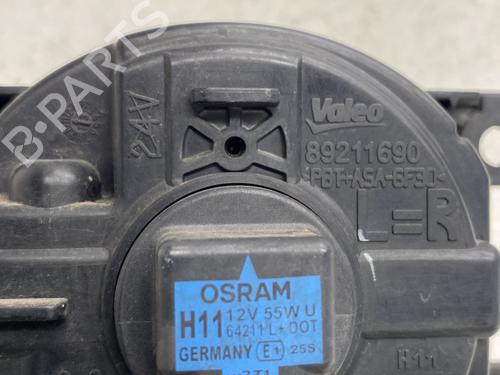 B-PARTS
24V
Valeo
89211690
>PBT-ASA-GF30<
L=R
OSRAM
H11 12V 55W U
64211 L+ DOT
GERMANY E1 25S
H11